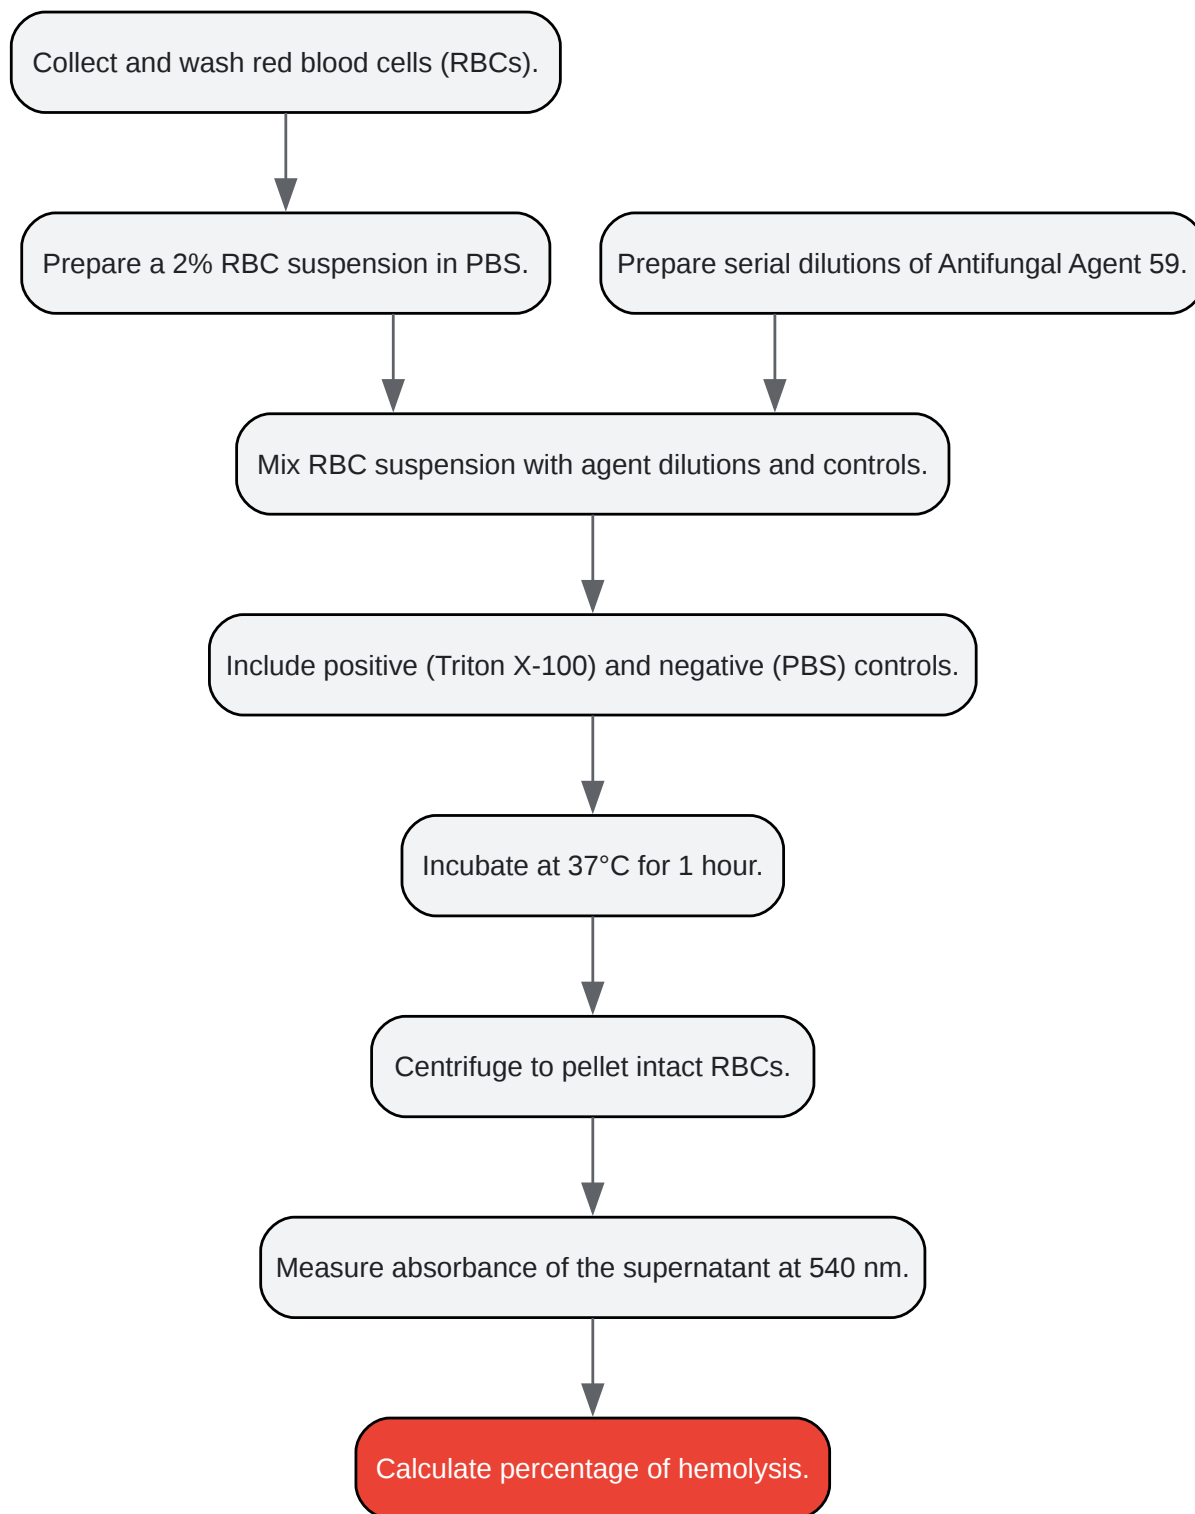 Collect and wash red blood cells (RBCs).
Prepare a 2% RBC suspension in PBS.
Prepare serial dilutions of Antifungal Agent 59.
Mix RBC suspension with agent dilutions and controls.
Include positive (Triton X-100) and negative (PBS) controls.
Incubate at 37°C for 1 hour.
Centrifuge to pellet intact RBCs.
Measure absorbance of the supernatant at 540 nm.
Calculate percentage of hemolysis.